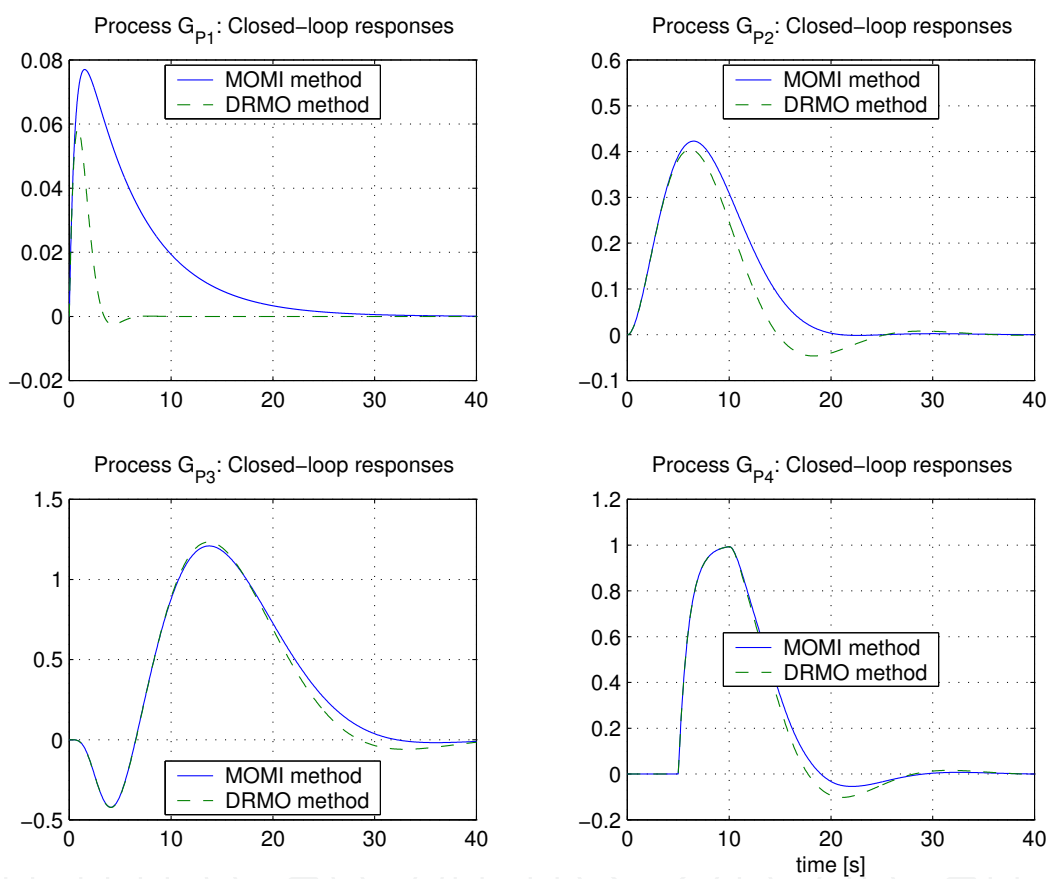 Process G_P1: Closed−loop responses
0.08
0.06
0.04
0.02
0
−0.02
0 10 20 30 40
MOMI method
DRMO method
Process G_P2: Closed−loop responses
0.6
0.5
0.4
0.3
0.2
0.1
0
−0.1
0 10 20 30 40
MOMI method
DRMO method
Process G_P3: Closed−loop responses
1.5
1
0.5
0
−0.5
0 10 20 30 40
MOMI method
DRMO method
Process G_P4: Closed−loop responses
1.2
1
0.8
0.6
0.4
0.2
0
−0.2
0 10 20 30 40
MOMI method
DRMO method
time [s]